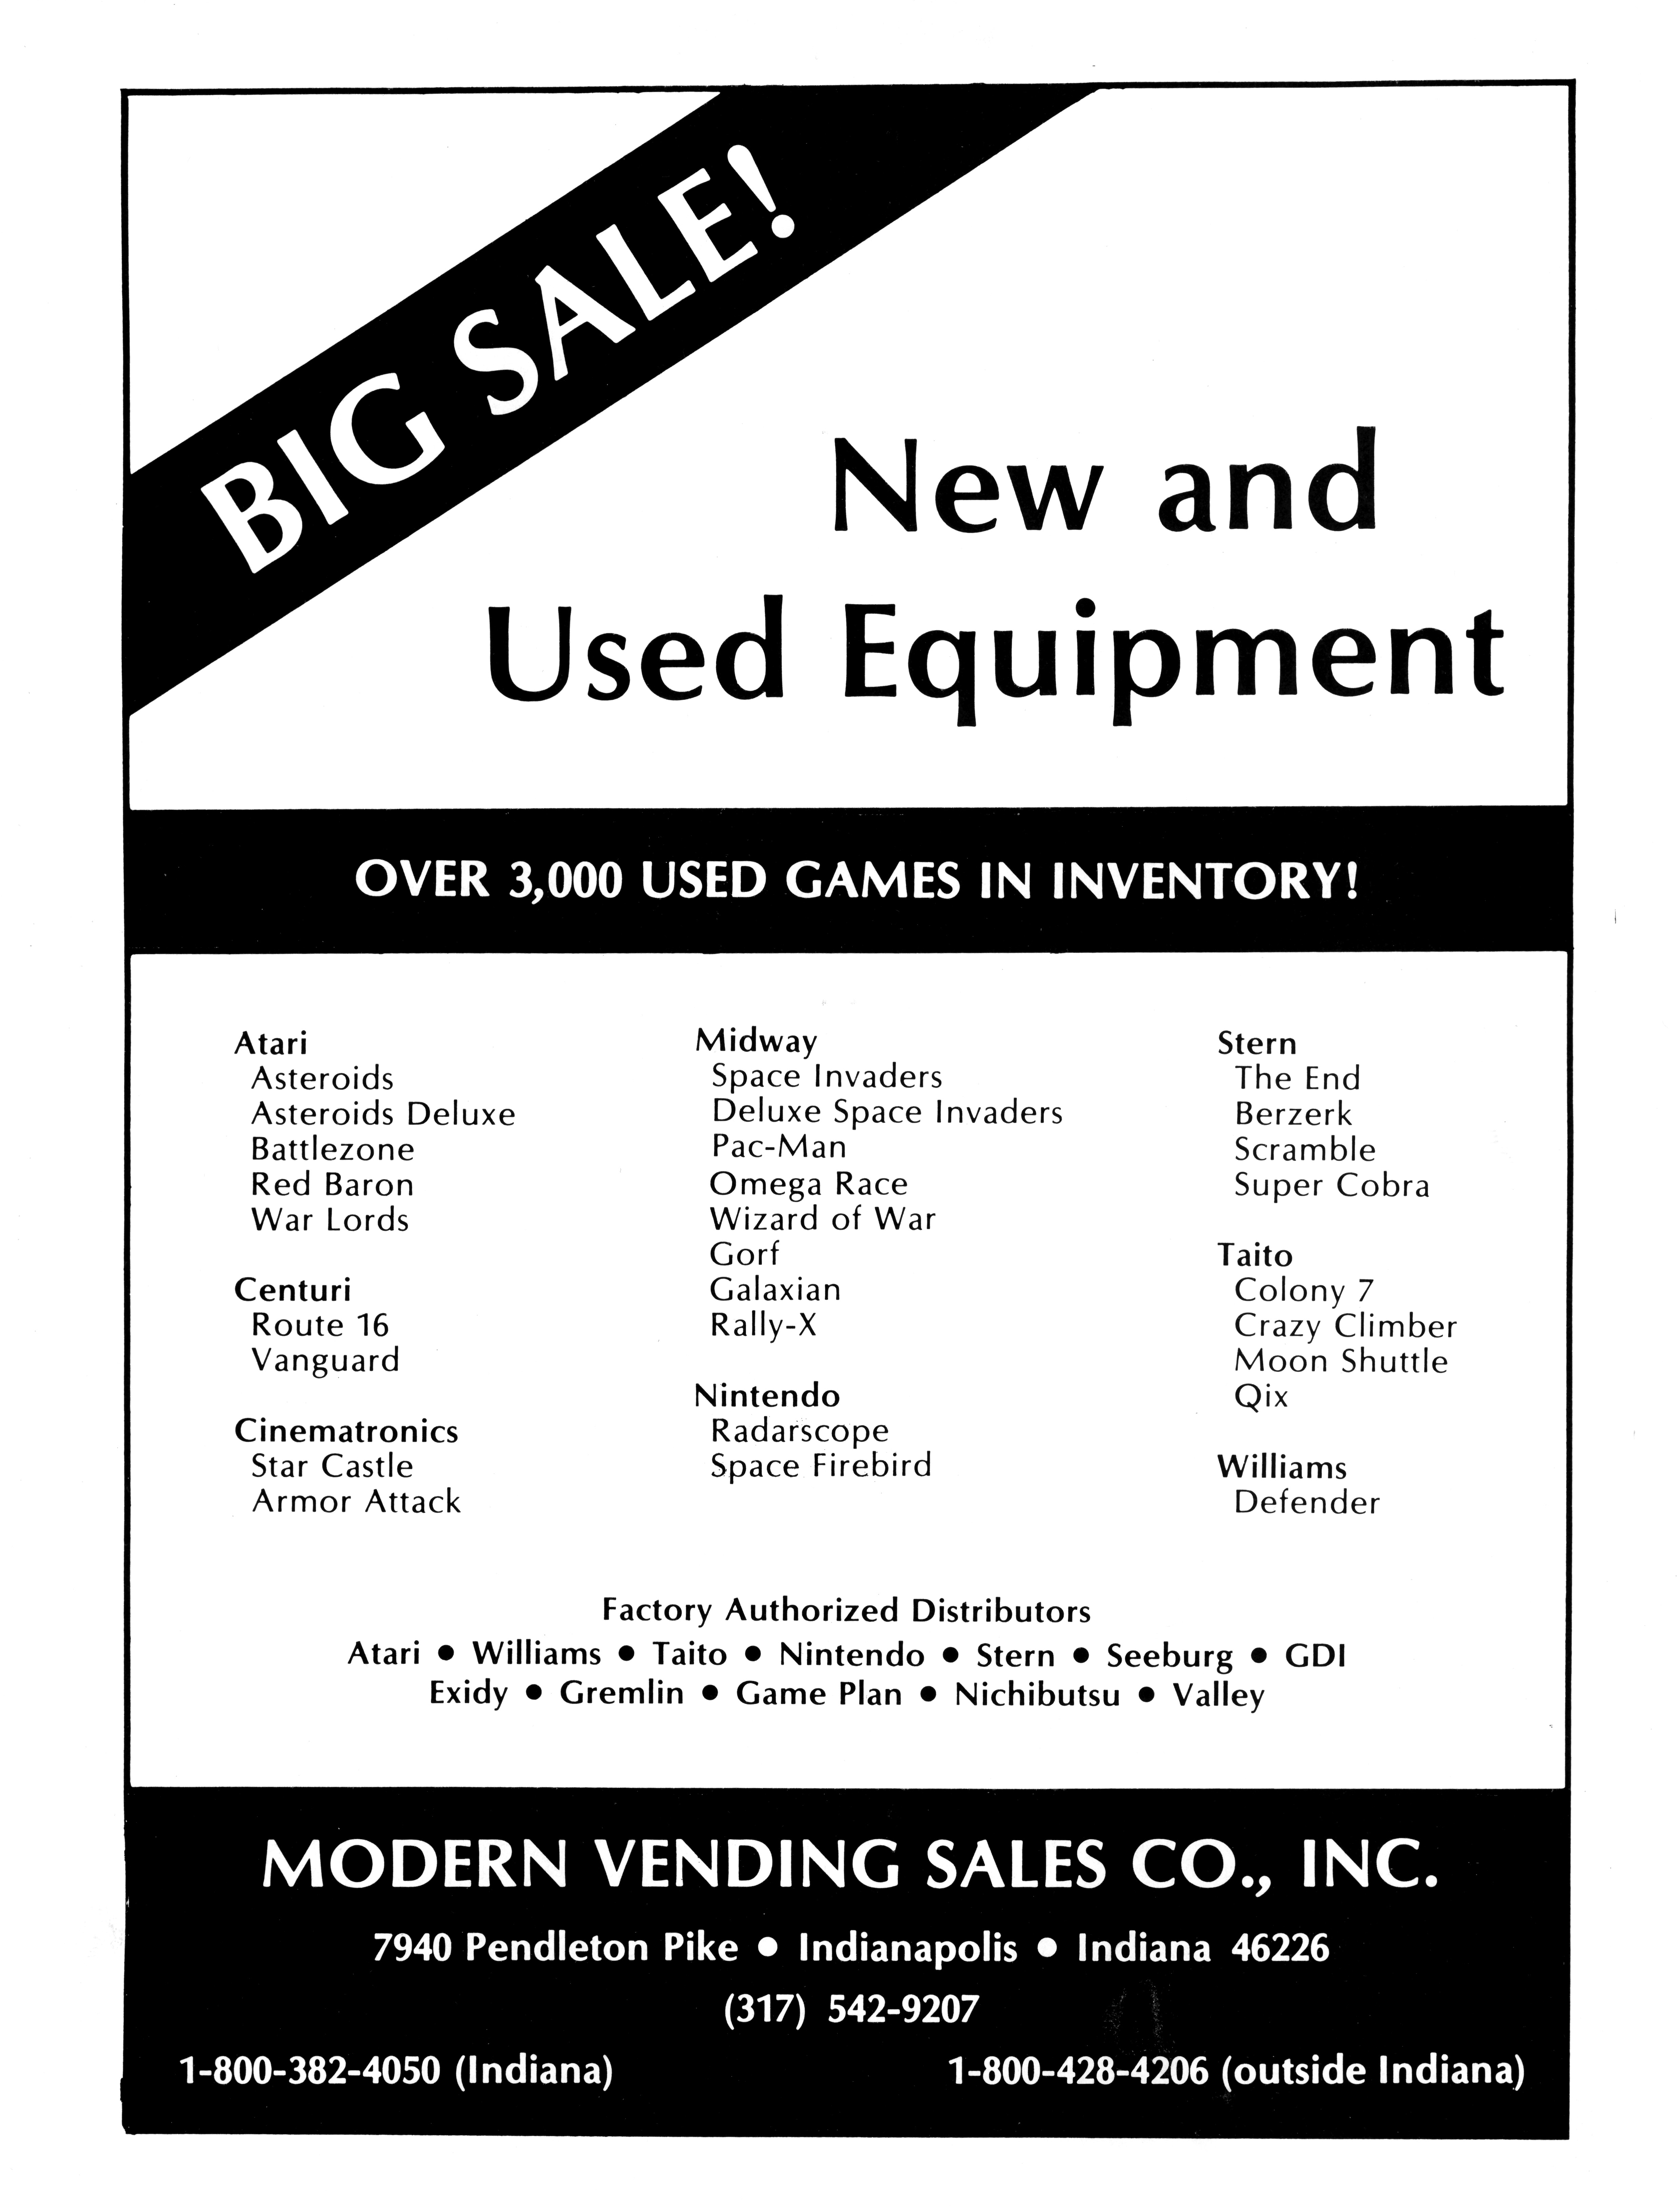 BIG SALE!
New and
Used Equipment
OVER 3,000 USED GAMES IN INVENTORY!
Atari
Asteroids
Asteroids Deluxe
Battlezone
Red Baron
War Lords
Centuri
Route 16
Vanguard
Cinematronics
Star Castle
Armor Attack
Midway
Space Invaders
Deluxe Space Invaders
Pac-Man
Omega Race
Wizard of War
Gorf
Galaxian
Rally-X
Nintendo
Radarscope
Space Firebird
Stern
The End
Berzerk
Scramble
Super Cobra
Taito
Colony 7
Crazy Climber
Moon Shuttle
Qix
Williams
Defender
Factory Authorized Distributors
Atari ● Williams ● Taito ● Nintendo ● Stern ● Seeburg ● GDI
Exidy ● Gremlin ● Game Plan ● Nichibutsu ● Valley
MODERN VENDING SALES CO., INC.
7940 Pendleton Pike ● Indianapolis ● Indiana 46226
(317) 542-9207
1-800-382-4050 (Indiana) 1-800-428-4206 (outside Indiana)